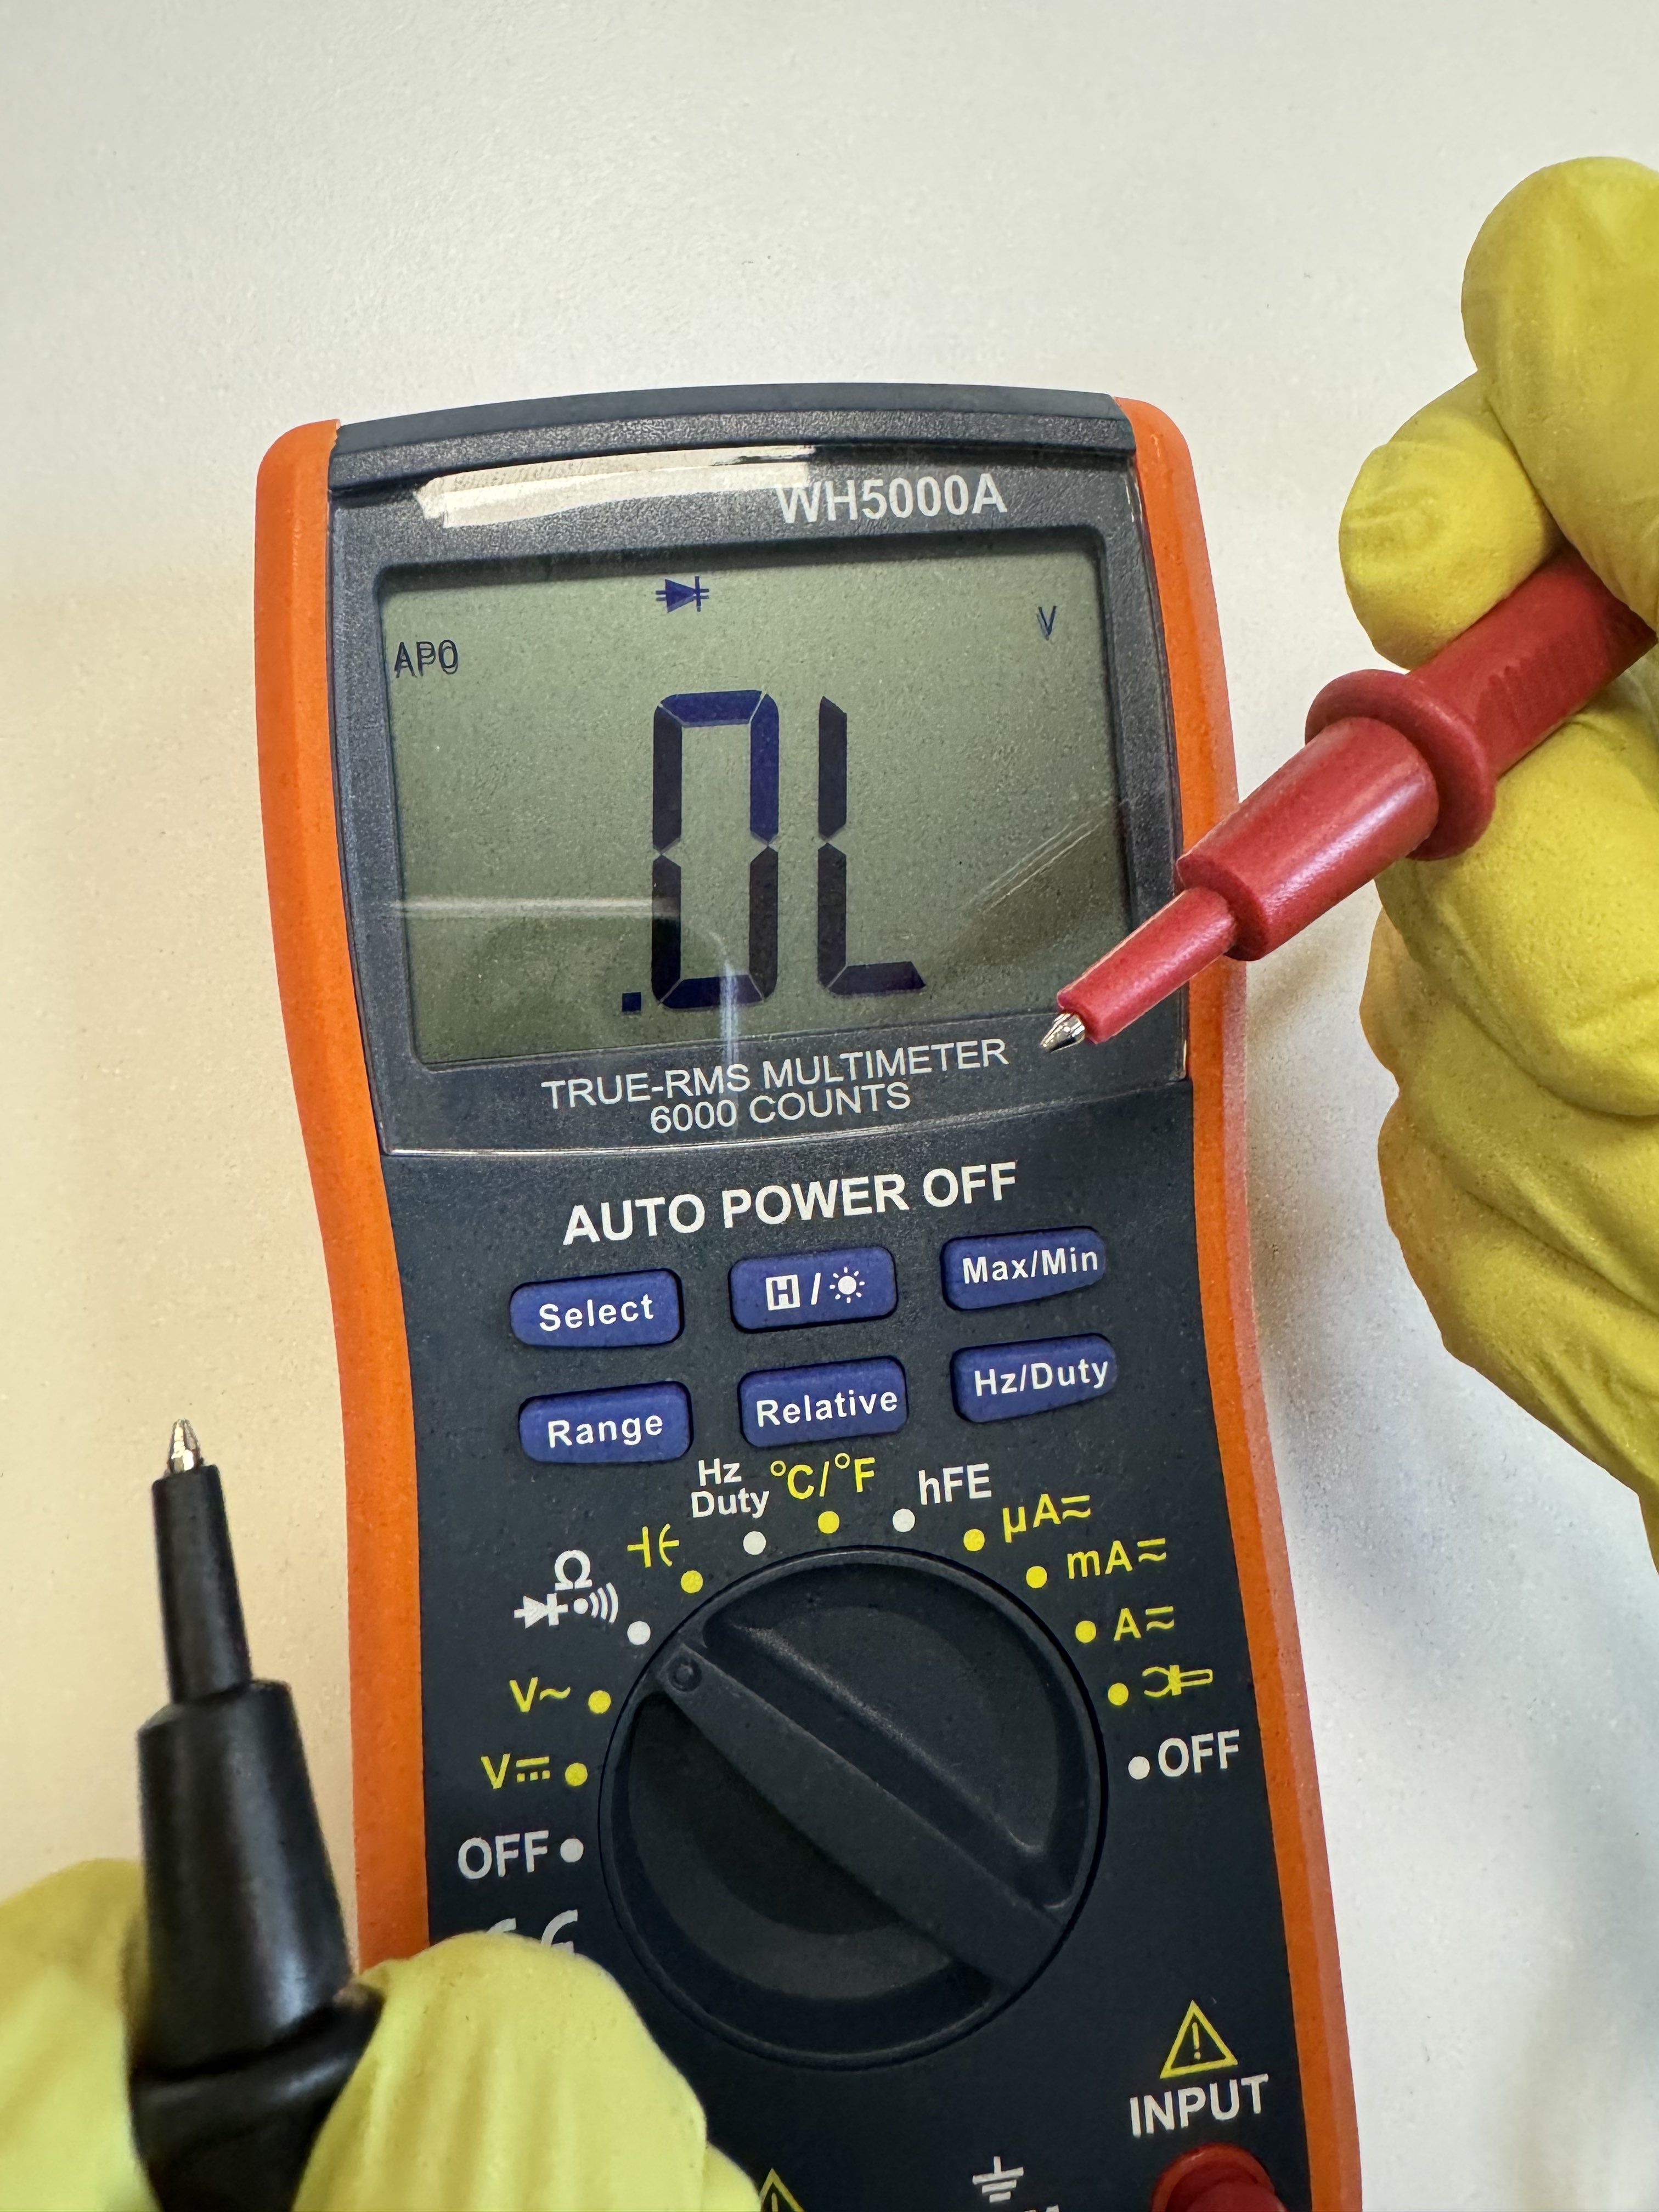 WH5000A
V
APO
.OL
TRUE-RMS MULTIMETER
6000 COUNTS
AUTO POWER OFF
Select
H / 
Max/Min
Range
Relative
Hz/Duty
Hz
Duty
°C/°F
hFE
µA
mA
A
Ω
V~
V
OFF
OFF
INPUT